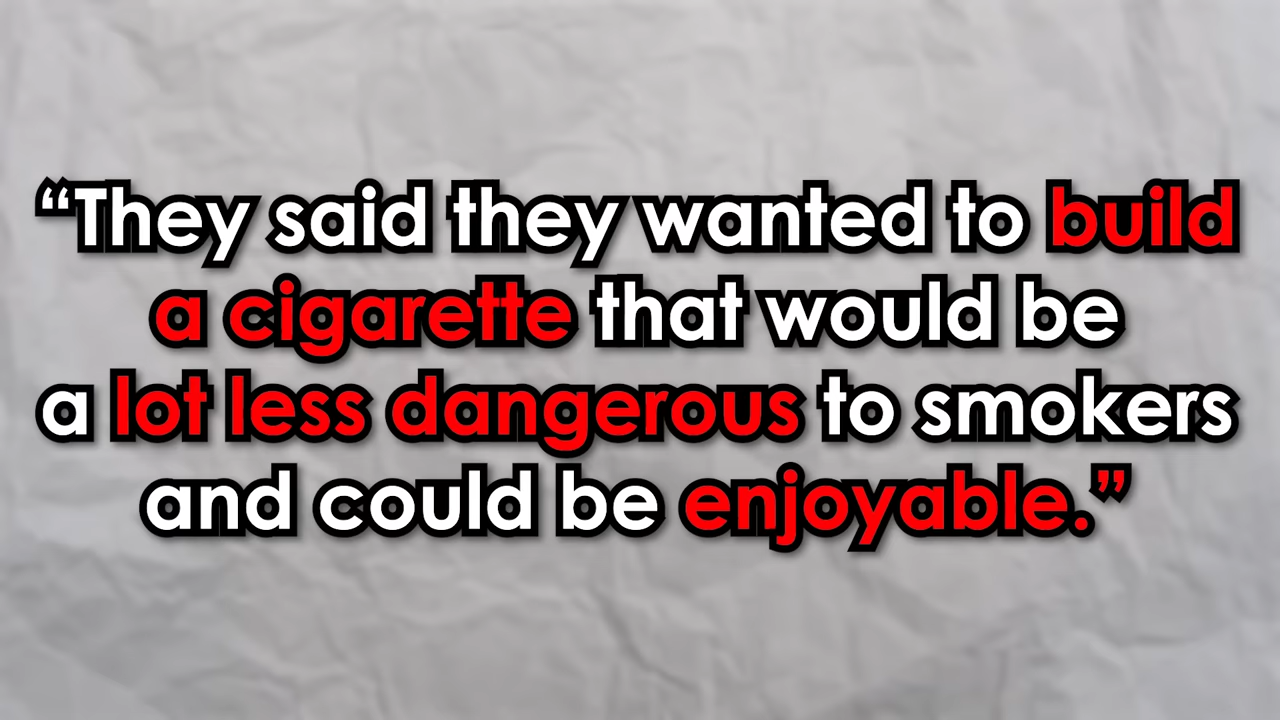 “They said they wanted to build
a cigarette that would be
a lot less dangerous to smokers
and could be enjoyable.”